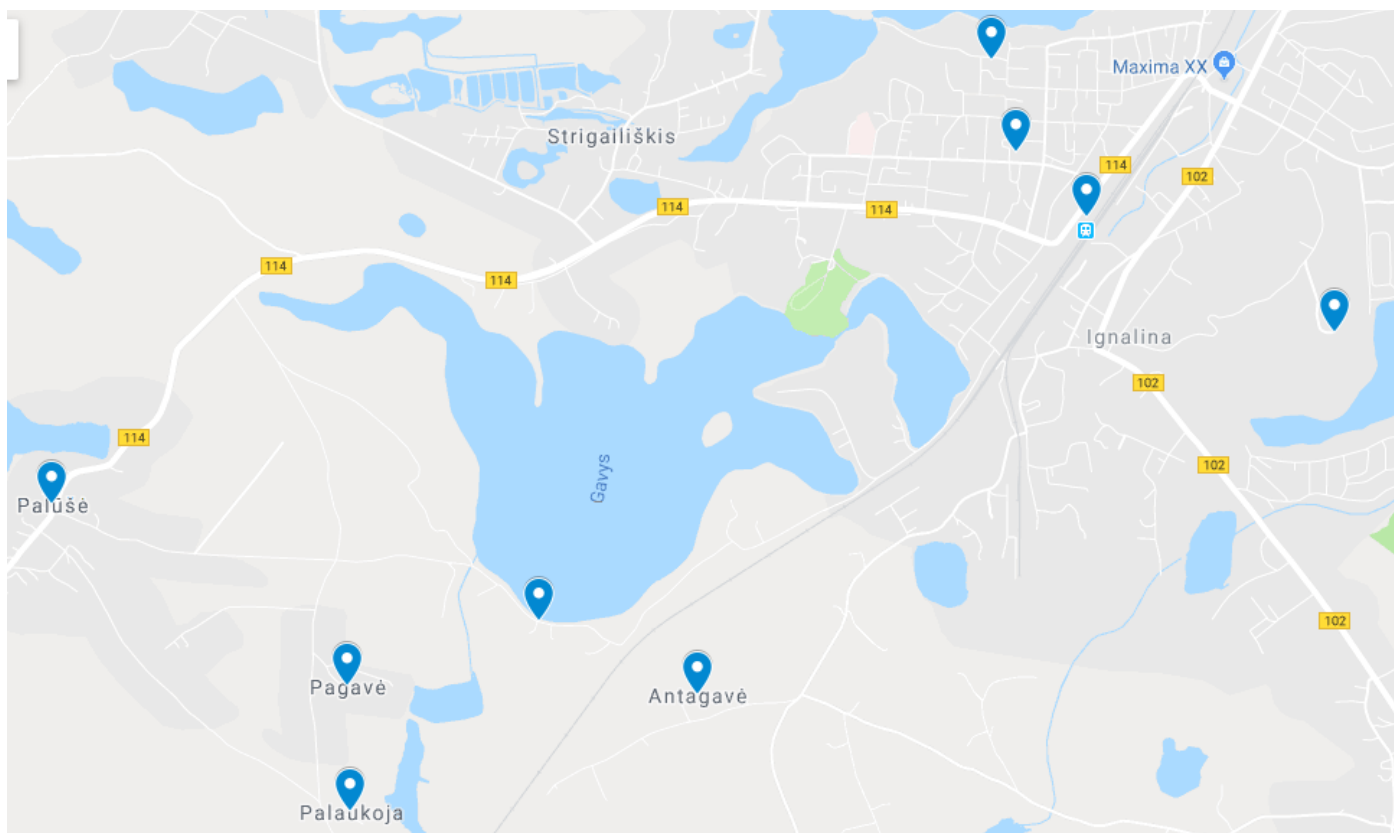 Maxima XX
Strigailiškis
114
102
114
114
114
114
Ignalina
102
114
102
Gavys
Palūšė
102
Pagavė
Antagavė
Palaukoja